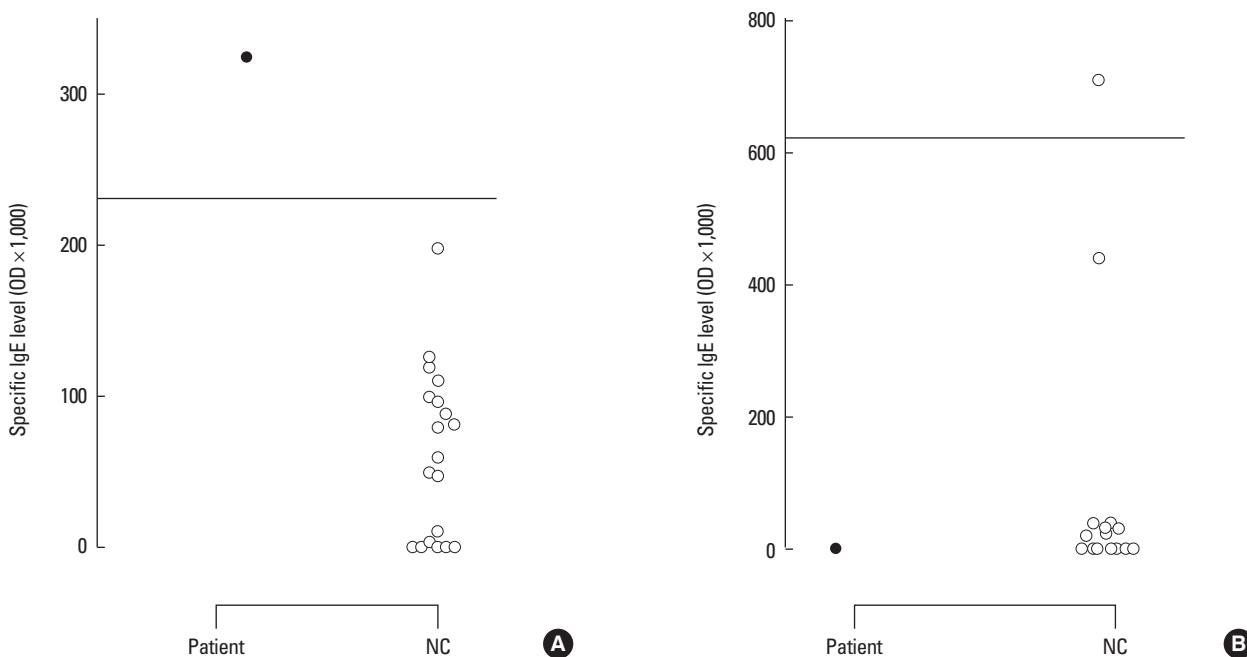 300
200
100
0
Specific IgE level (OD × 1,000)
Patient
NC
A
800
600
400
200
0
Specific IgE level (OD × 1,000)
Patient
NC
B